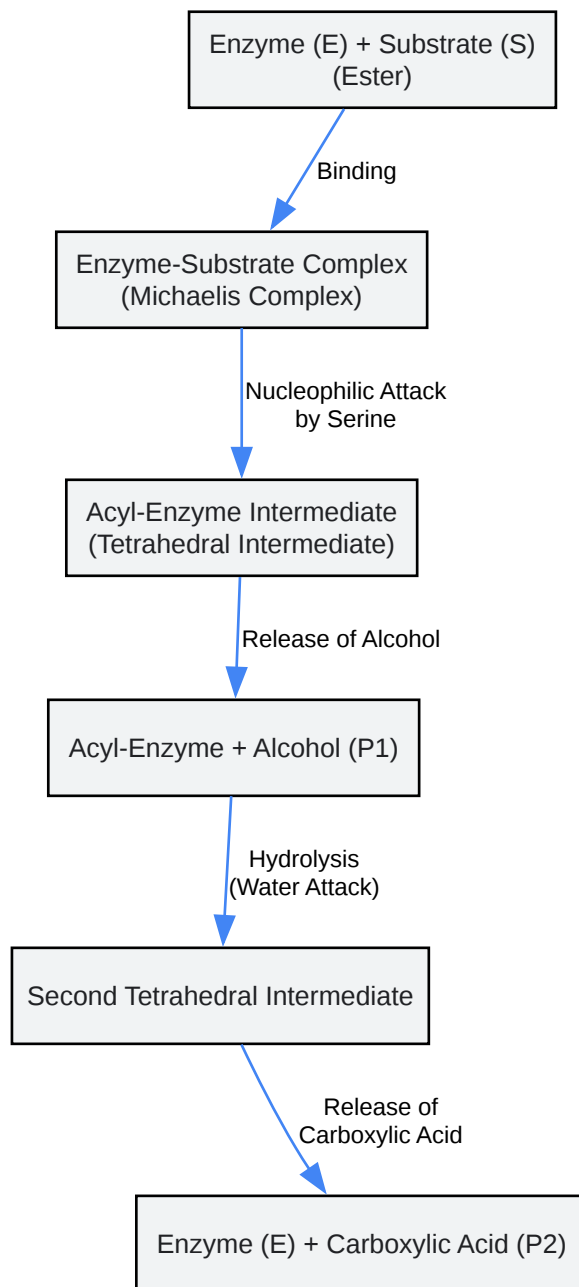 Enzyme (E) + Substrate (S)
(Ester)
Binding
Enzyme-Substrate Complex
(Michaelis Complex)
Nucleophilic Attack
by Serine
Acyl-Enzyme Intermediate
(Tetrahedral Intermediate)
Release of Alcohol
Acyl-Enzyme + Alcohol (P1)
Hydrolysis
(Water Attack)
Second Tetrahedral Intermediate
Release of
Carboxylic Acid
Enzyme (E) + Carboxylic Acid (P2)